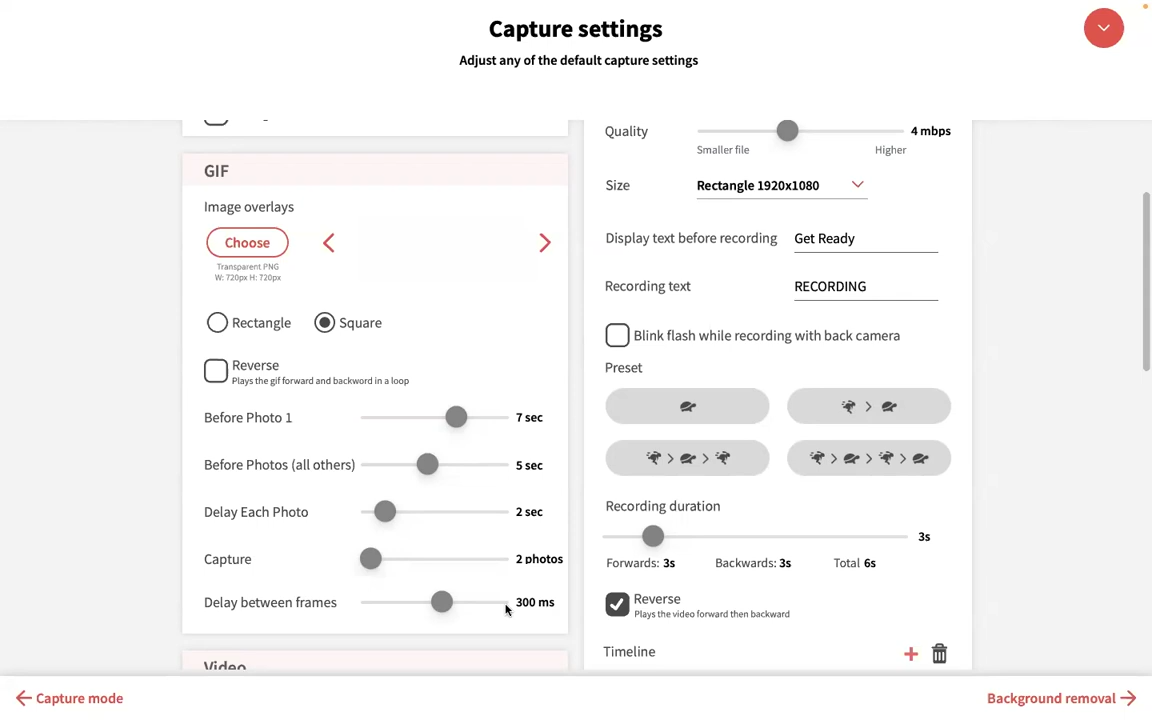 Capture settings
Adjust any of the default capture settings
GIF
Image overlays
Choose
Transparent PNG
W: 720px H: 720px
Rectangle
Square
Reverse
Plays the gif forward and backword in a loop
Before Photo 1
7 sec
Before Photos (all others)
5 sec
Delay Each Photo
2 sec
Capture
2 photos
Delay between frames
300 ms
Video
Quality
4 mbps
Smaller file
Higher
Size
Rectangle 1920x1080
Display text before recording
Get Ready
Recording text
RECORDING
Blink flash while recording with back camera
Preset
Recording duration
3s
Forwards: 3s
Backwards: 3s
Total 6s
Reverse
Plays the video forward then backward
Timeline
Capture mode
Background removal